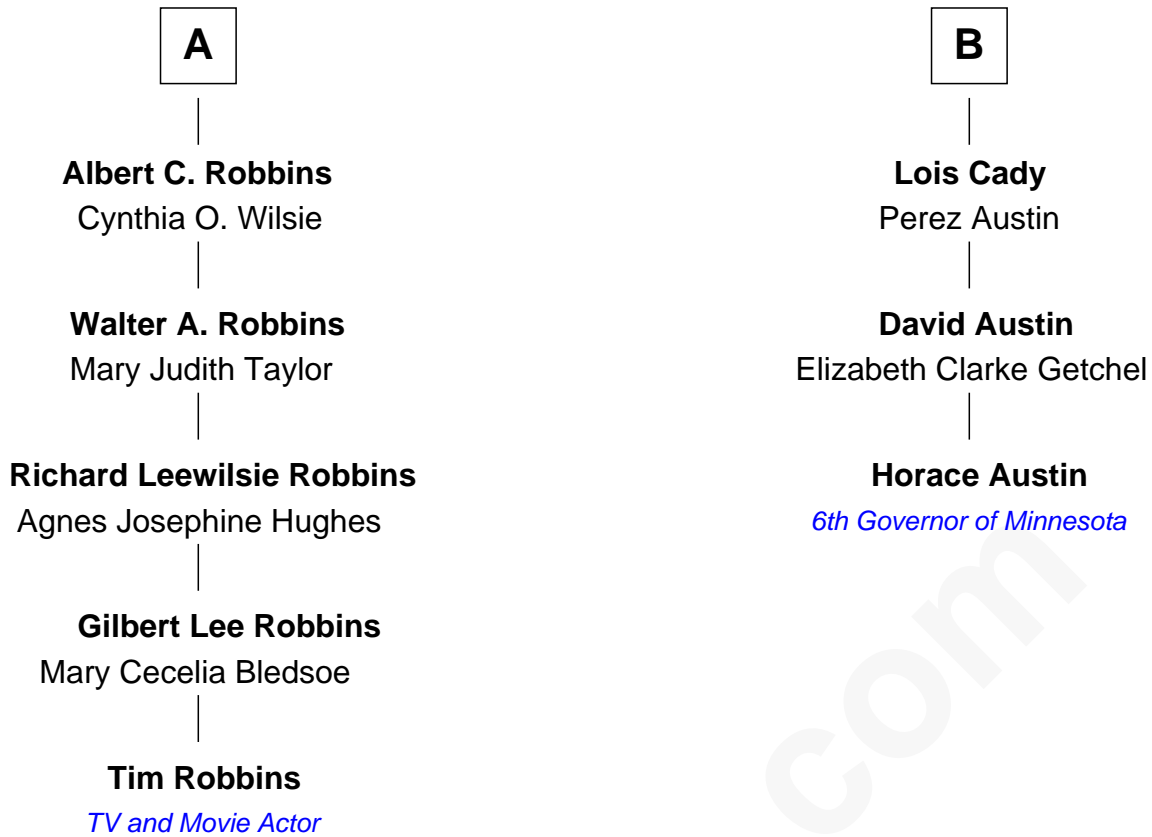 A
Albert C. Robbins
Cynthia O. Wilsie
Walter A. Robbins
Mary Judith Taylor
Richard Leewilsie Robbins
Agnes Josephine Hughes
Gilbert Lee Robbins
Mary Cecelia Bledsoe
Tim Robbins
TV and Movie Actor
B
Lois Cady
Perez Austin
David Austin
Elizabeth Clarke Getchel
Horace Austin
6th Governor of Minnesota
com